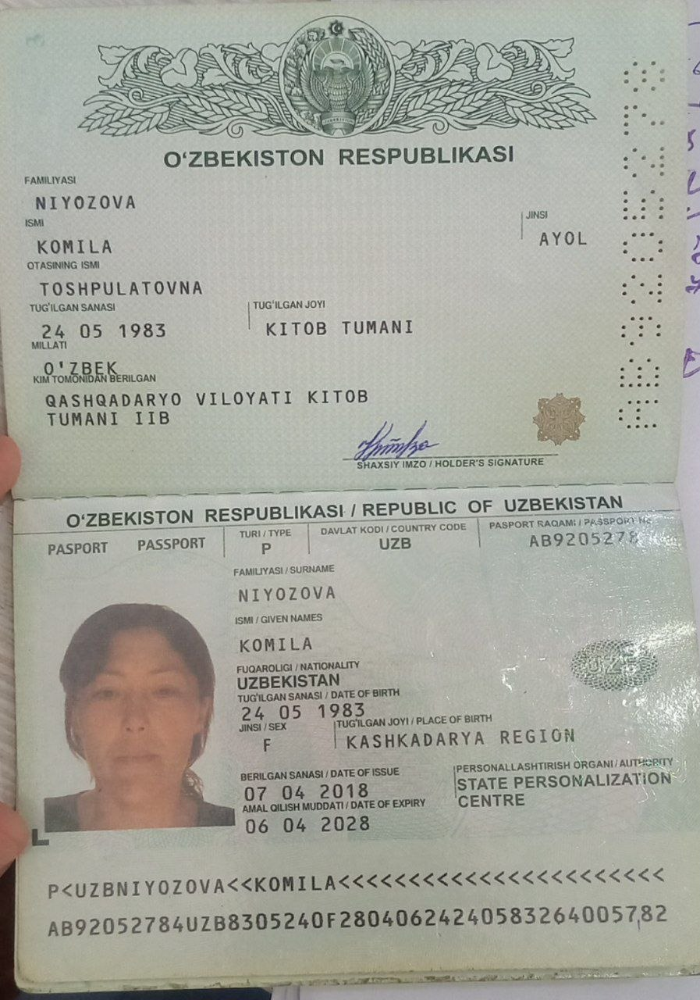 O'ZBEKISTON RESPUBLIKASI
FAMILIYASI
NIYOZOVA
ISMI
KOMILA
JINSI
AYOL
OTASINING ISMI
TOSHPULATOVNA
TUG'ILGAN SANASI
24 05 1983
TUG'ILGAN JOYI
KITOB TUMANI
MILLATI
O'ZBEK
KIM TOMONIDAN BERILGAN
QASHQADARYO VILOYATI KITOB
TUMANI IIB
SHAXSIY IMZO / HOLDER'S SIGNATURE
AB9205278
O'ZBEKISTON RESPUBLIKASI / REPUBLIC OF UZBEKISTAN
PASPORT PASSPORT
TURI / TYPE
P
DAVLAT KODI / COUNTRY CODE
UZB
PASPORT RAQAMI / PASSPORT No
AB9205278
FAMILIYASI / SURNAME
NIYOZOVA
ISMI / GIVEN NAMES
KOMILA
FUQAROLIGI / NATIONALITY
UZBEKISTAN
UZB
TUG'ILGAN SANASI / DATE OF BIRTH
24 05 1983
JINSI / SEX
F
TUG'ILGAN JOYI / PLACE OF BIRTH
KASHKADARYA REGION
BERILGAN SANASI / DATE OF ISSUE
07 04 2018
PERSONALLASHTIRISH ORGANI / AUTHORITY
STATE PERSONALIZATION
CENTRE
AMAL QILISH MUDDATI / DATE OF EXPIRY
06 04 2028
P<UZBNIYOZOVA<<KOMILA<<<<<<<<<<<<<<<<<<<<<<<
AB92052784UZB8305240F28040624240583264005782